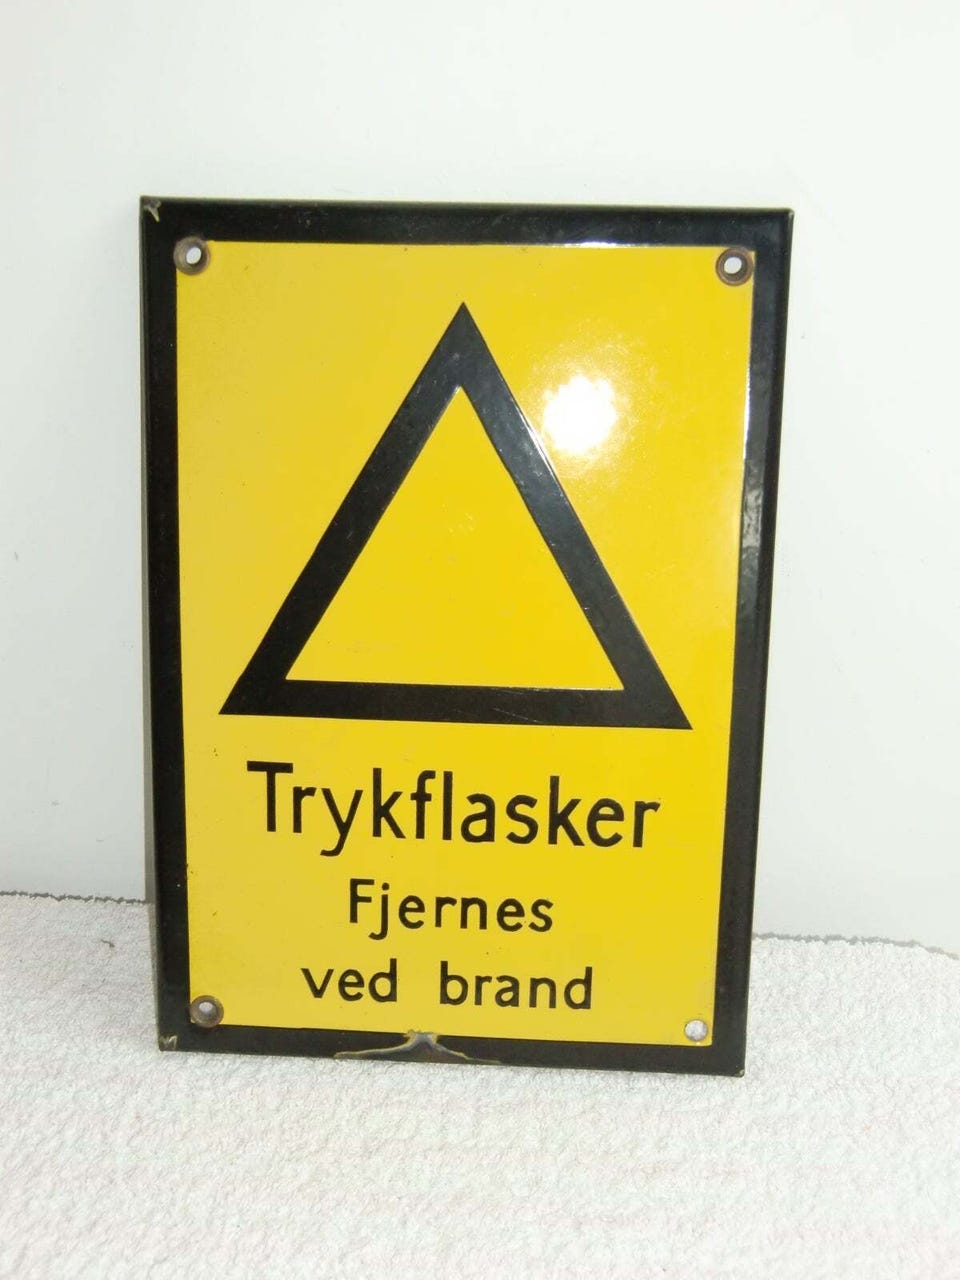 Trykflasker
Fjernes
ved brand